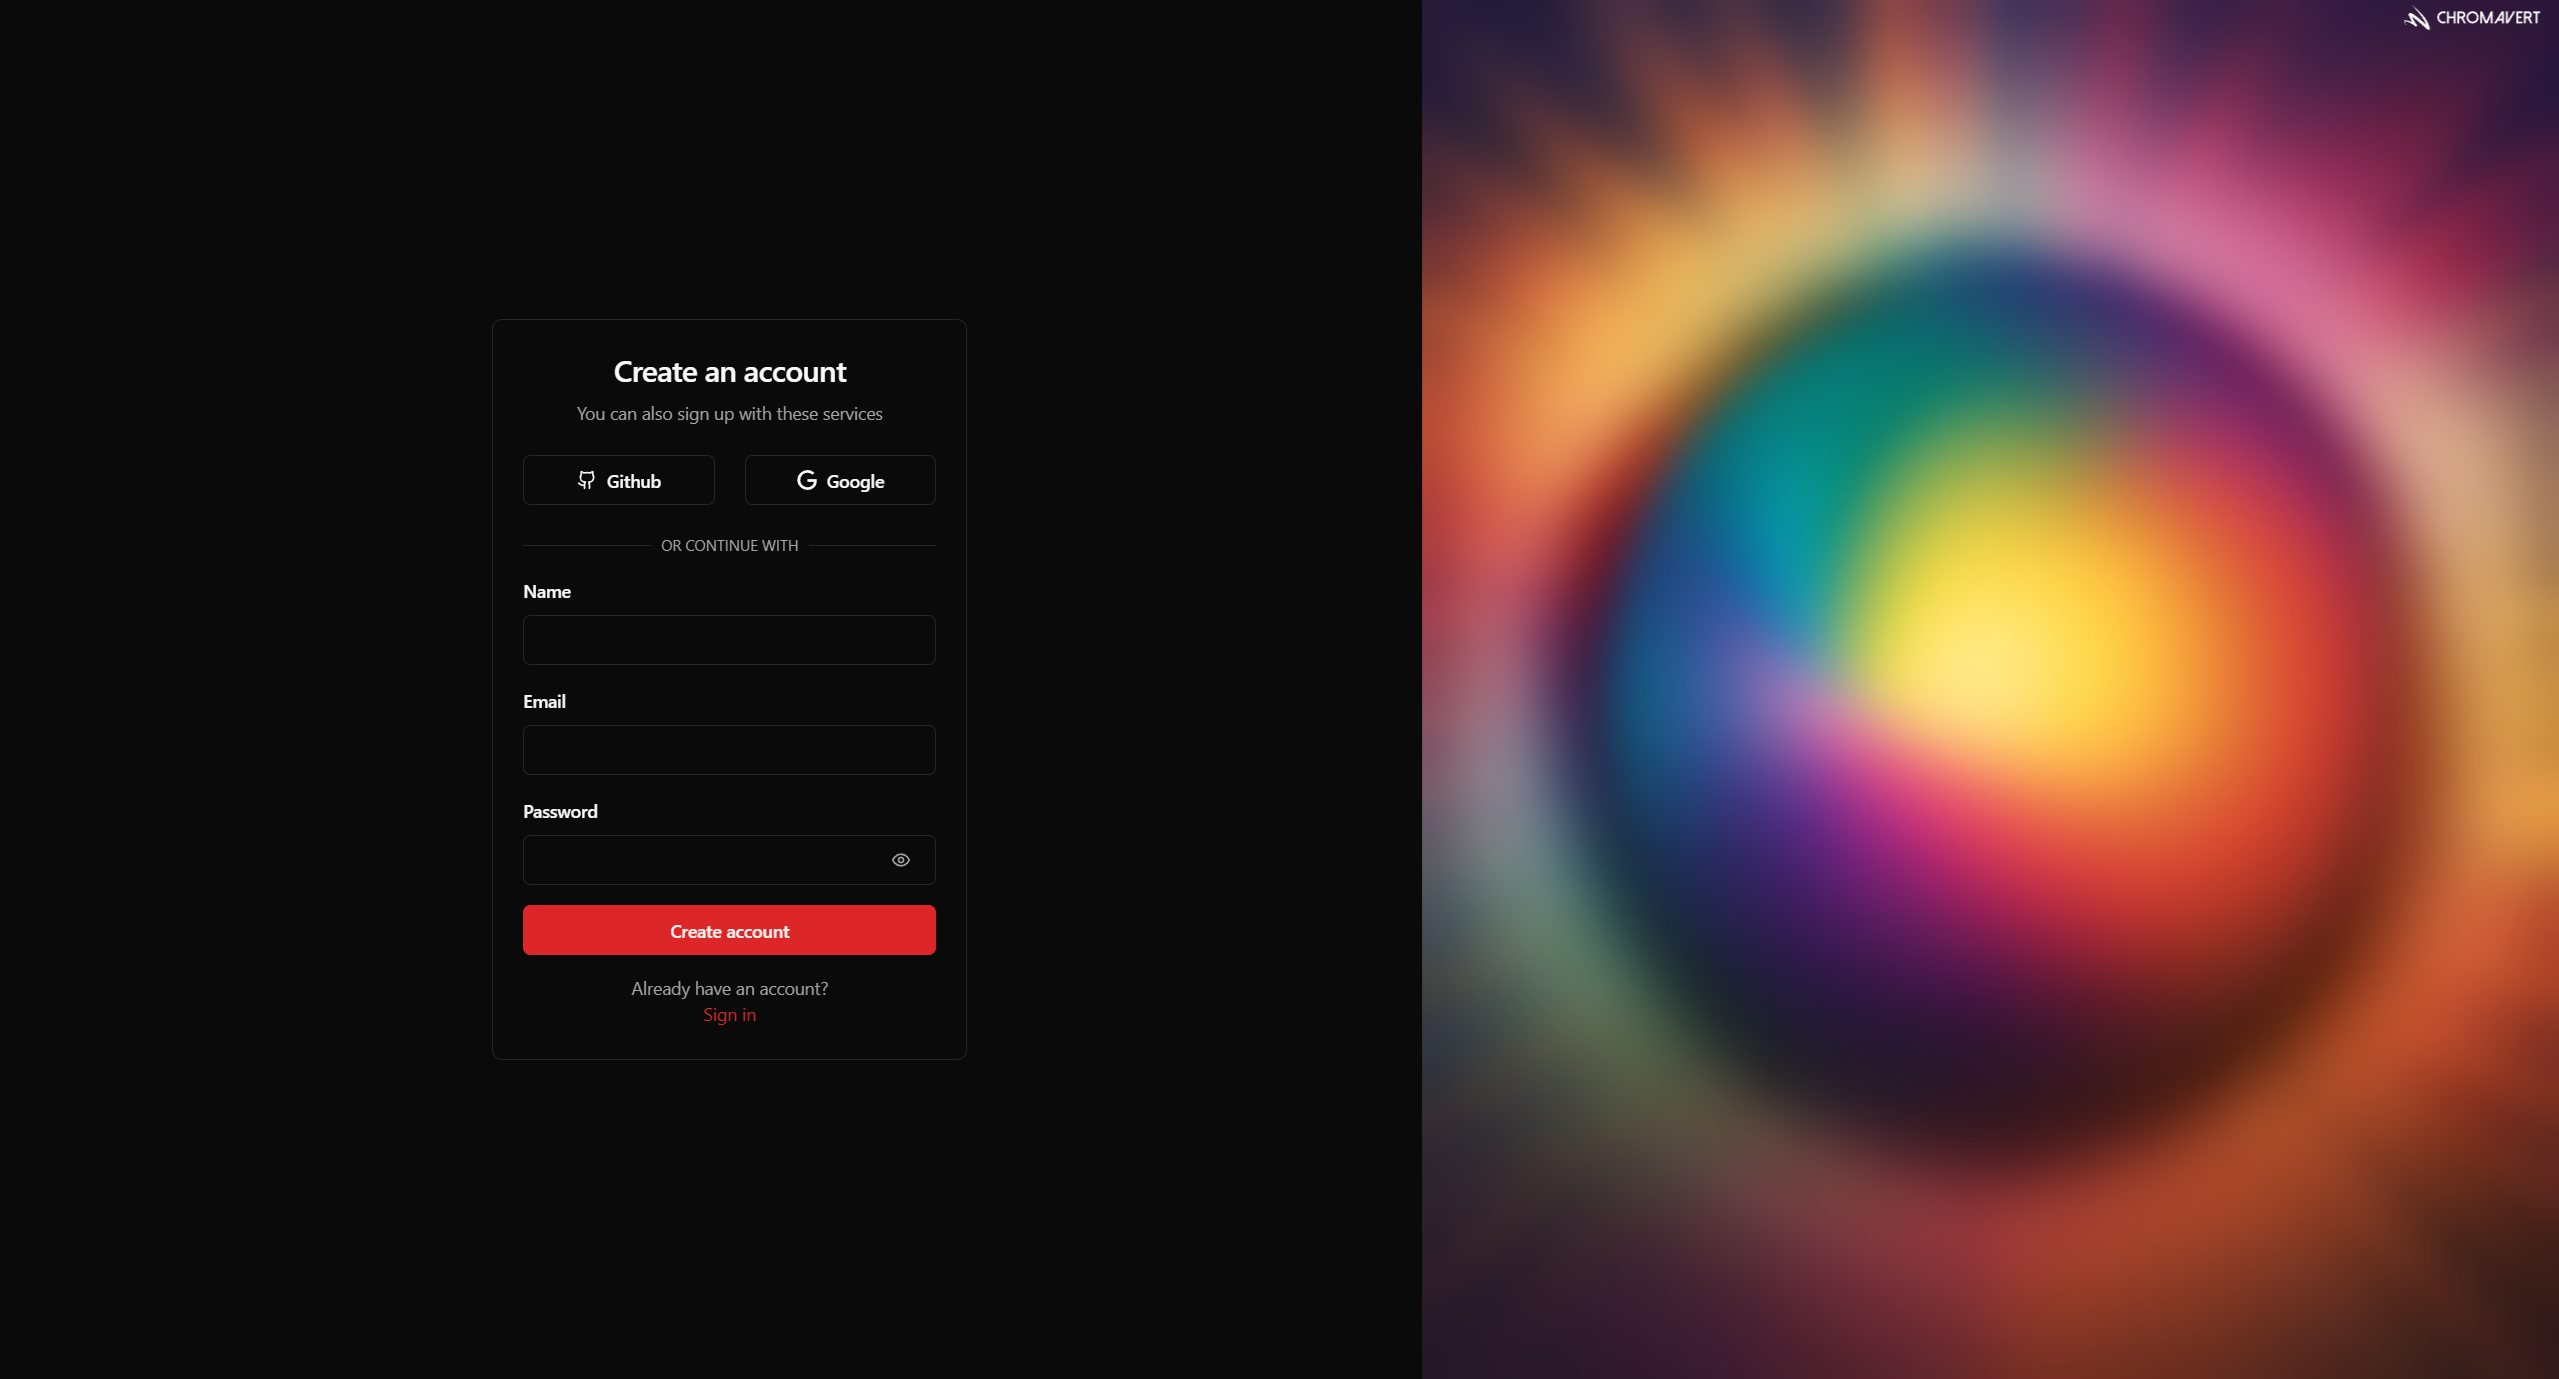 CHROMAVERT
Create an account
You can also sign up with these services
Github
Google
OR CONTINUE WITH
Name
Email
Password
Create account
Already have an account?
Sign in